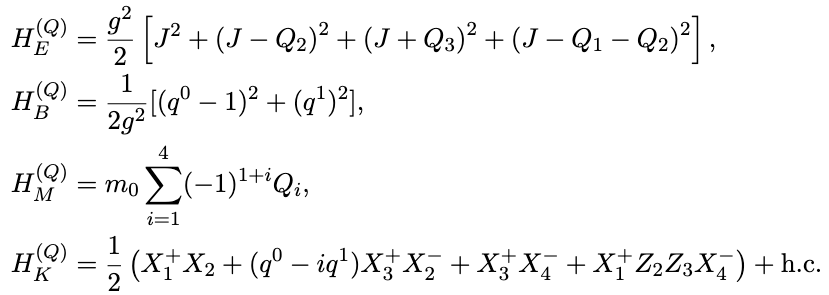 $H_E^{(Q)} = \frac{g^2}{2} \left[ J^2 + (J - Q_2)^2 + (J + Q_3)^2 + (J - Q_1 - Q_2)^2 \right],$
$H_B^{(Q)} = \frac{1}{2g^2} [(q^0 - 1)^2 + (q^1)^2],$
$H_M^{(Q)} = m_0 \sum_{i=1}^{4} (-1)^{1+i} Q_i,$
$H_K^{(Q)} = \frac{1}{2} \left( X_1^+ X_2 + (q^0 - iq^1) X_3^+ X_2^- + X_3^+ X_4^- + X_1^+ Z_2 Z_3 X_4^- \right) + \text{h.c.}$